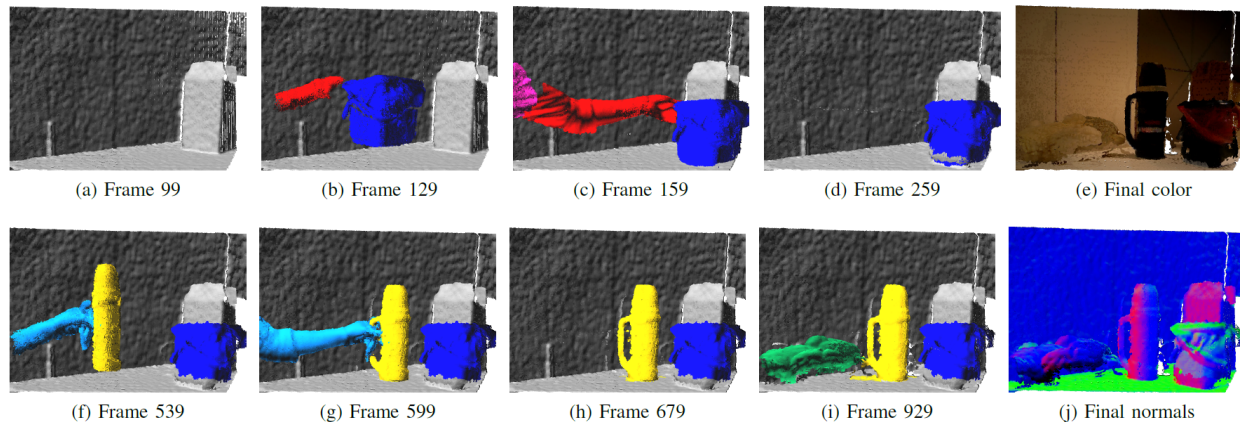 (a) Frame 99
(b) Frame 129
(c) Frame 159
(d) Frame 259
(e) Final color
(f) Frame 539
(g) Frame 599
(h) Frame 679
(i) Frame 929
(j) Final normals